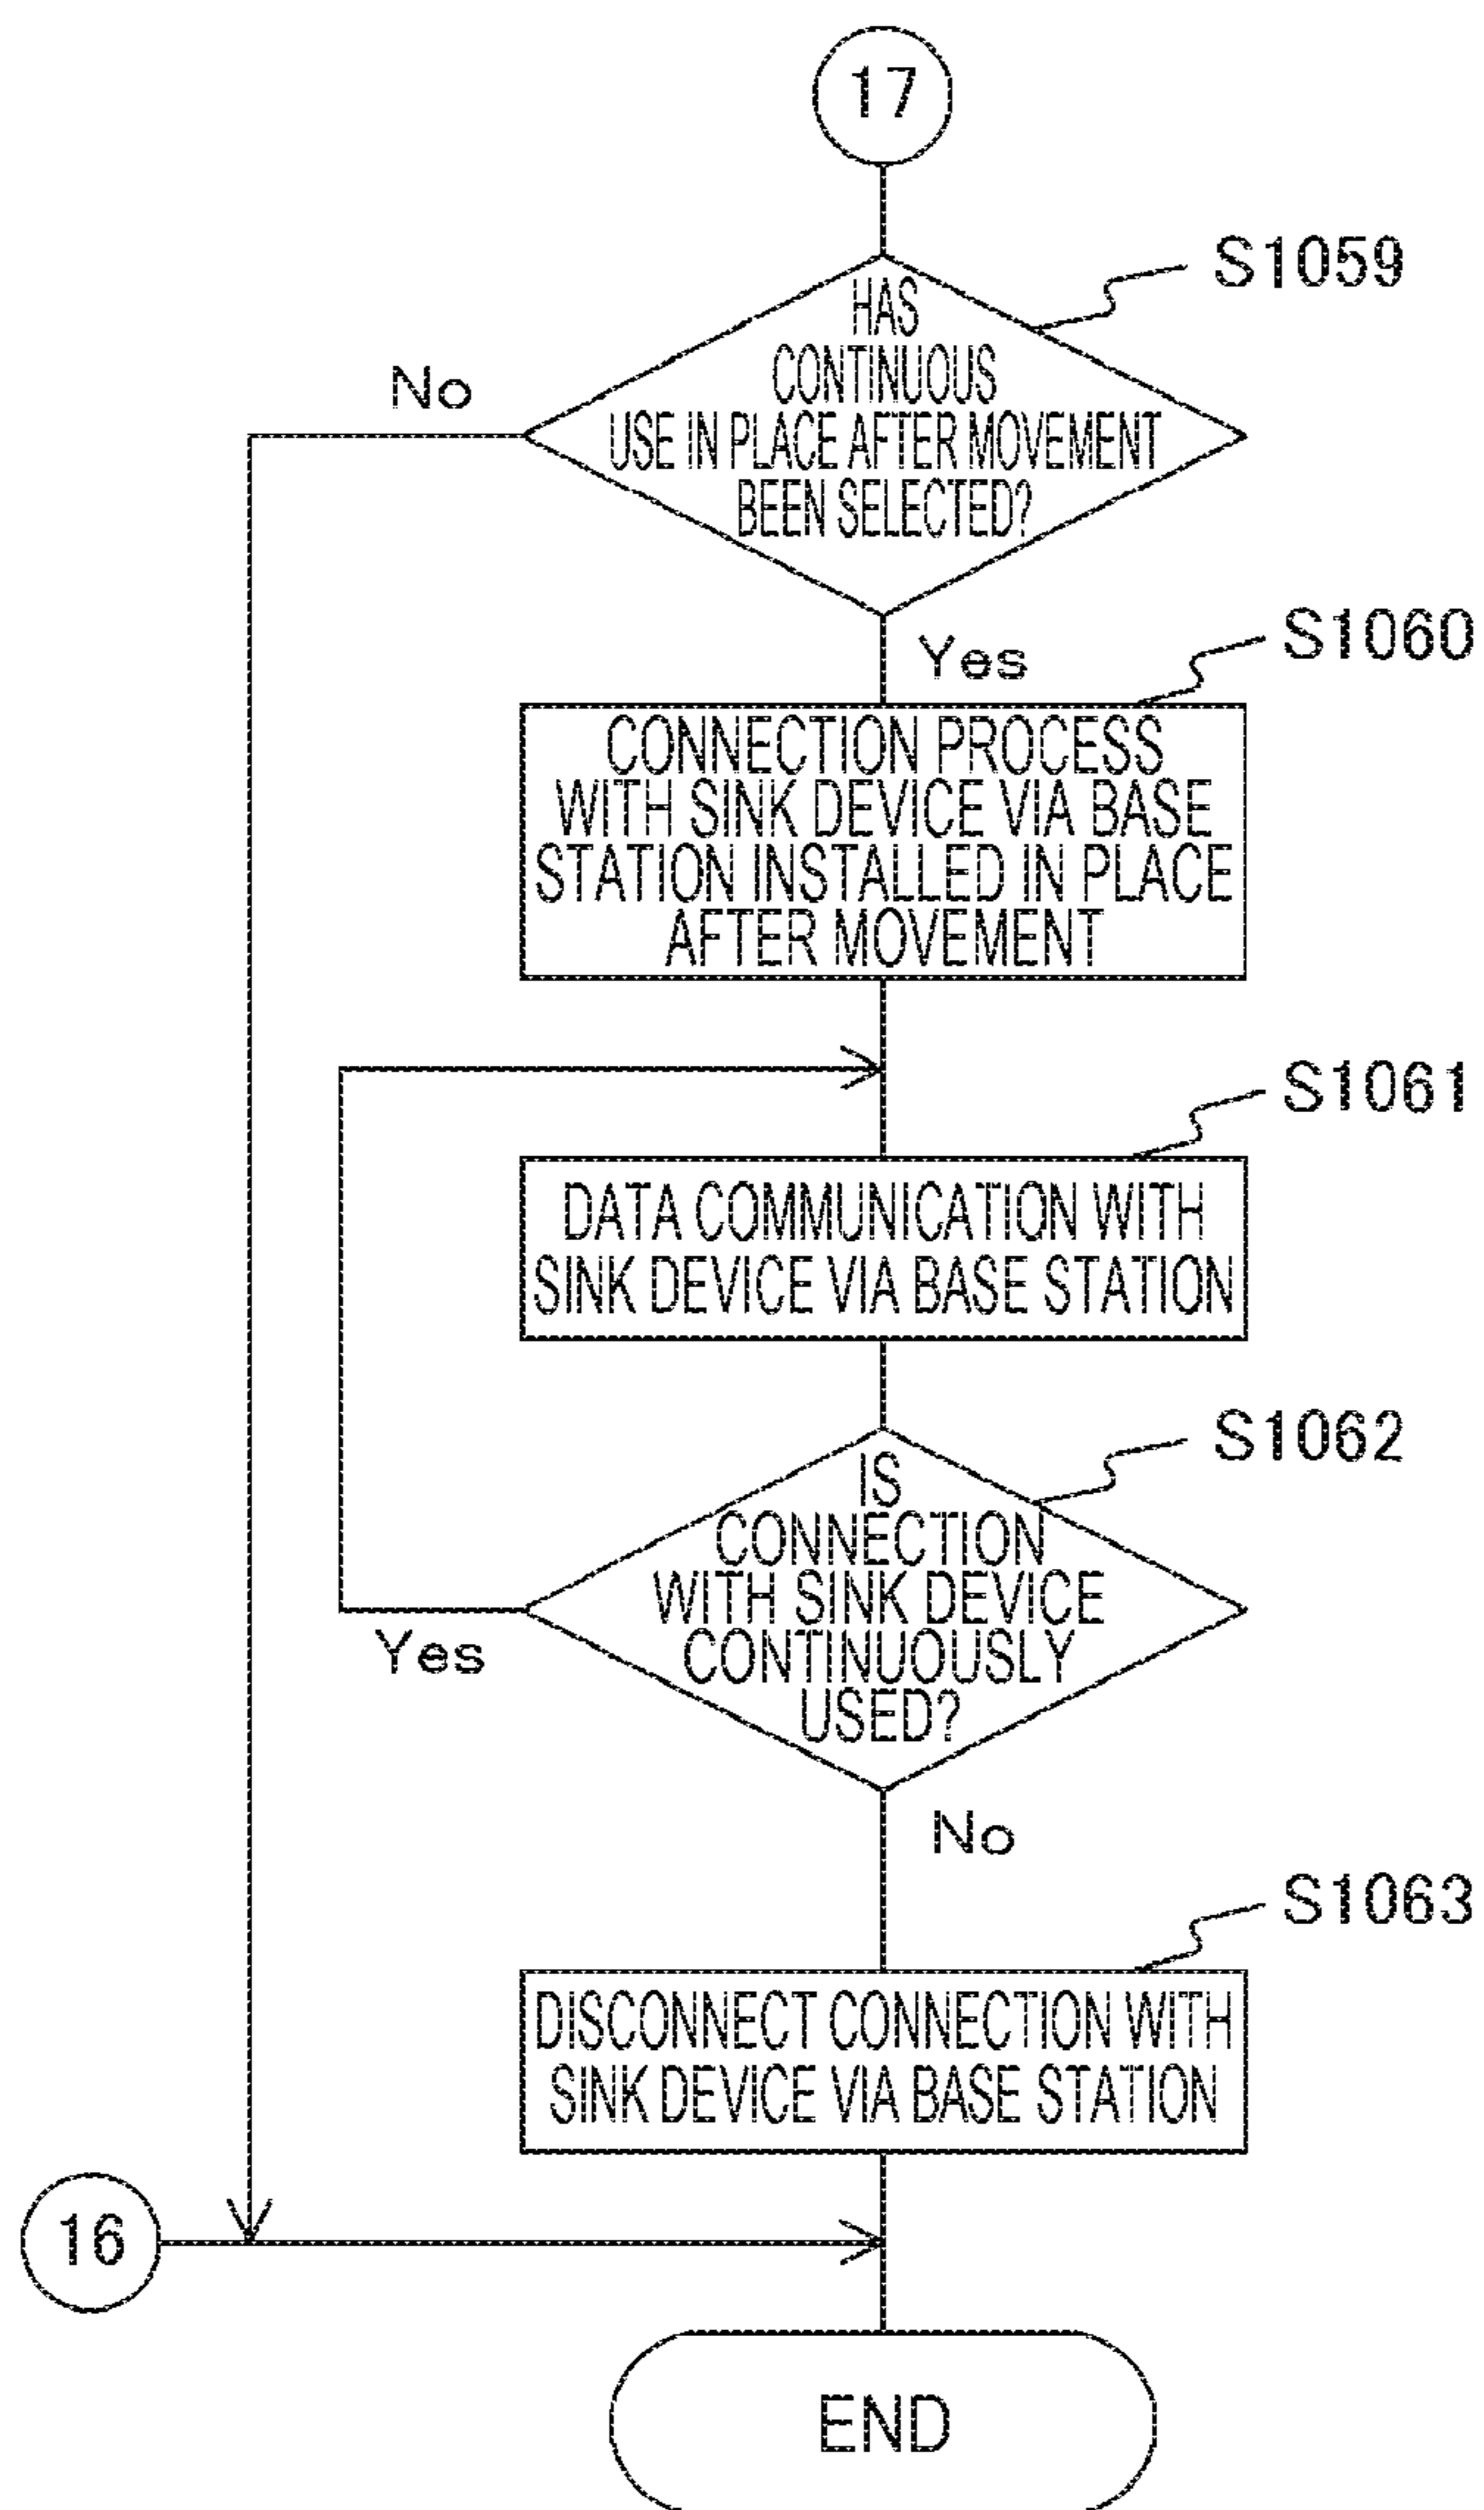 17
S1059
HAS
CONTINUOUS
USE IN PLACE AFTER MOVEMENT
BEEN SELECTED?
No
Yes
S1060
CONNECTION PROCESS
WITH SINK DEVICE VIA BASE
STATION INSTALLED IN PLACE
AFTER MOVEMENT
S1061
DATA COMMUNICATION WITH
SINK DEVICE VIA BASE STATION
S1062
IS
CONNECTION
WITH SINK DEVICE
CONTINUOUSLY
USED?
Yes
No
S1063
DISCONNECT CONNECTION WITH
SINK DEVICE VIA BASE STATION
16
END